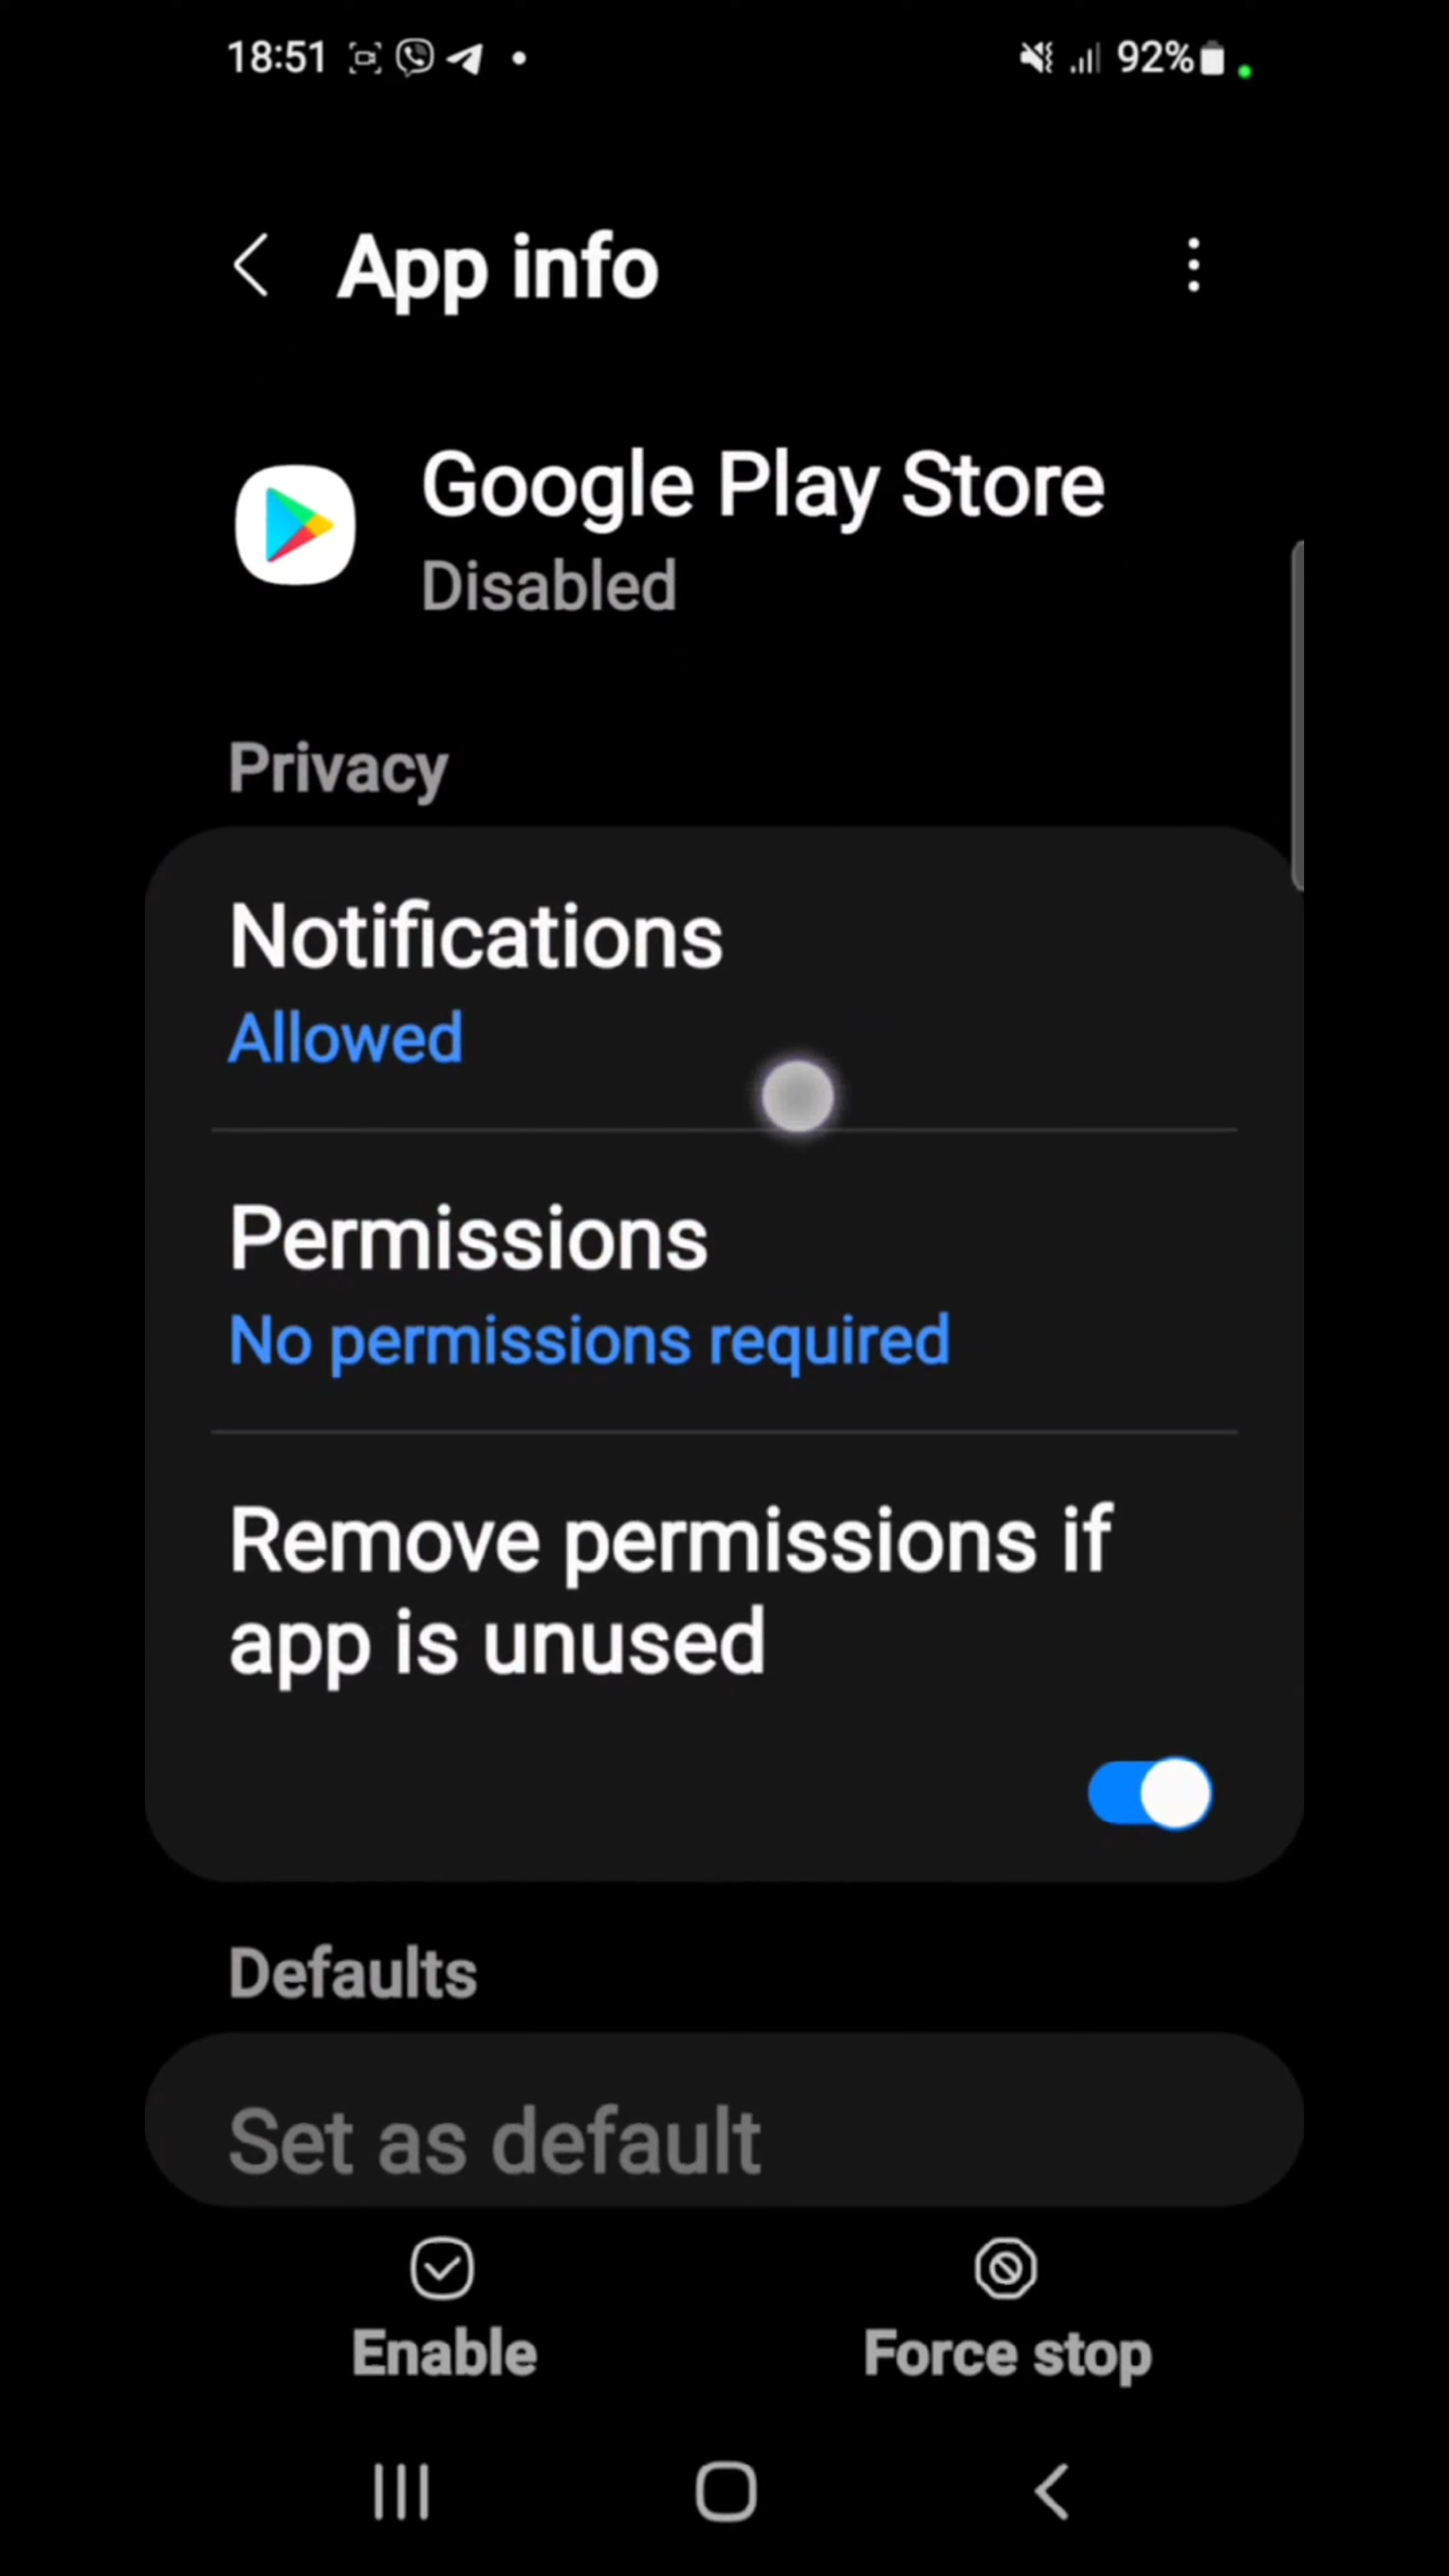 18:51
92%
App info
Google Play Store
Disabled
Privacy
Notifications
Allowed
Permissions
No permissions required
Remove permissions if
app is unused
Defaults
Set as default
Enable
Force stop